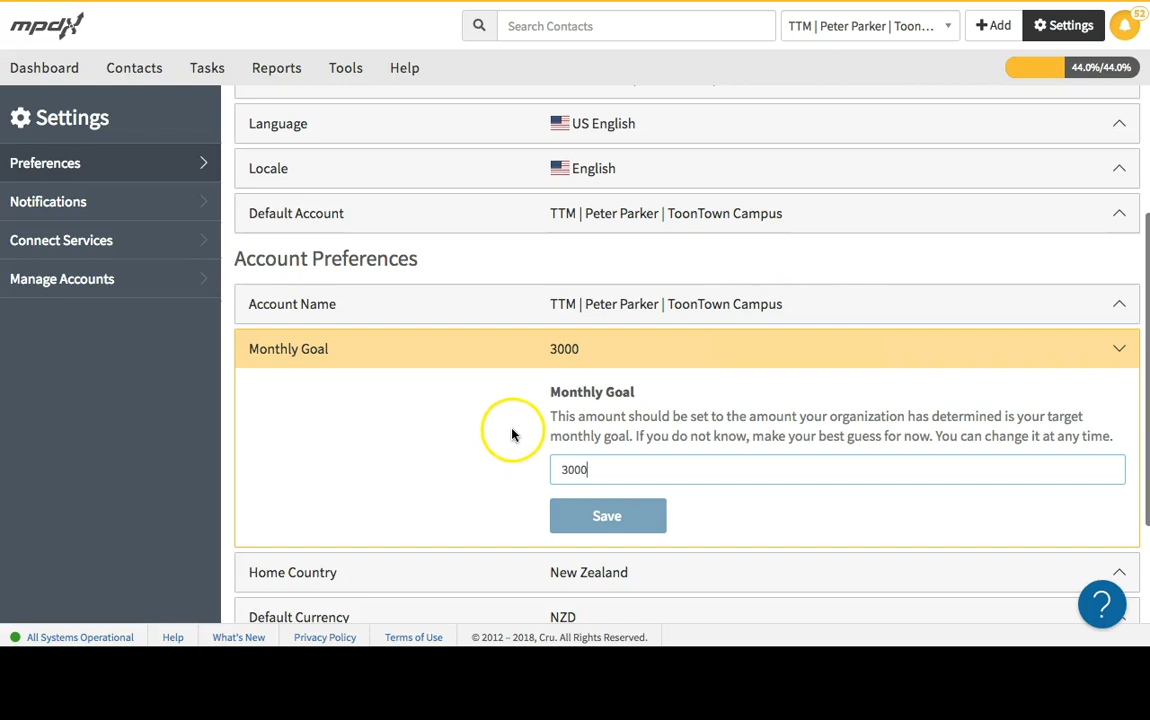 mpdx
Search Contacts
TTM | Peter Parker | Toon...
+Add
Settings
52
Dashboard
Contacts
Tasks
Reports
Tools
Help
44.0%/44.0%
Settings
Preferences
Notifications
Connect Services
Manage Accounts
Language US English
Locale English
Default Account TTM | Peter Parker | ToonTown Campus
Account Preferences
Account Name TTM | Peter Parker | ToonTown Campus
Monthly Goal 3000
Monthly Goal
This amount should be set to the amount your organization has determined is your target
monthly goal. If you do not know, make your best guess for now. You can change it at any time.
3000
Save
Home Country New Zealand
Default Currency NZD
?
All Systems Operational
Help
What's New
Privacy Policy
Terms of Use
© 2012 – 2018, Cru. All Rights Reserved.